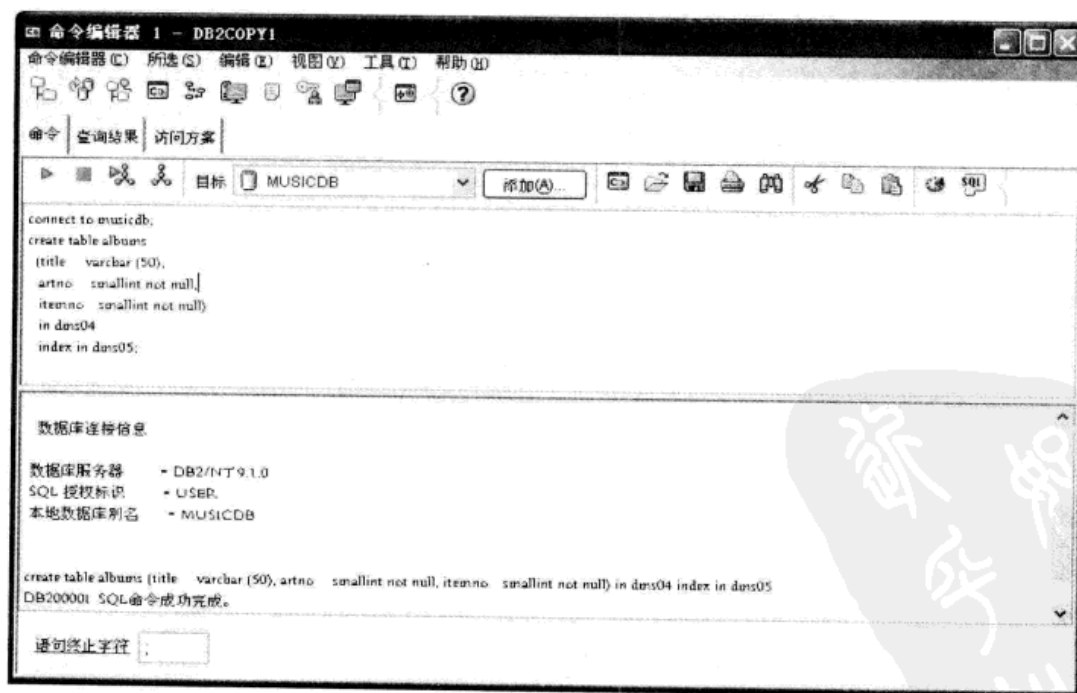 命令编辑器 1 - DB2COPY1
命令编辑器(C) 所选(S) 编辑(E) 视图(V) 工具(T) 帮助(H)
命令 查询结果 访问方案
目标 MUSICDB 添加(A)...
connect to musicdb;
create table albums
(title varchar (50),
artno smallint not null,
itemno smallint not null)
in dms04
index in dms05;
数据库连接信息
数据库服务器 = DB2/NT 9.1.0
SQL 授权标识 = USER
本地数据库别名 = MUSICDB
create table albums (title varchar (50), artno smallint not null, itemno smallint not null) in dms04 index in dms05
DB20000I SQL命令成功完成。
语句终止字符 ;